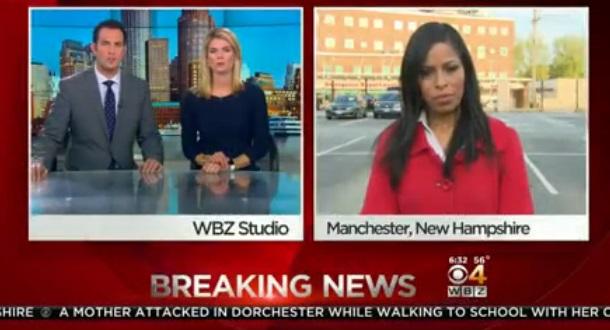 WBZ Studio
Manchester, New Hampshire
BREAKING NEWS
6:32 56°
4
WBZ
SHIRE ② A MOTHER ATTACKED IN DORCHESTER WHILE WALKING TO SCHOOL WITH HER